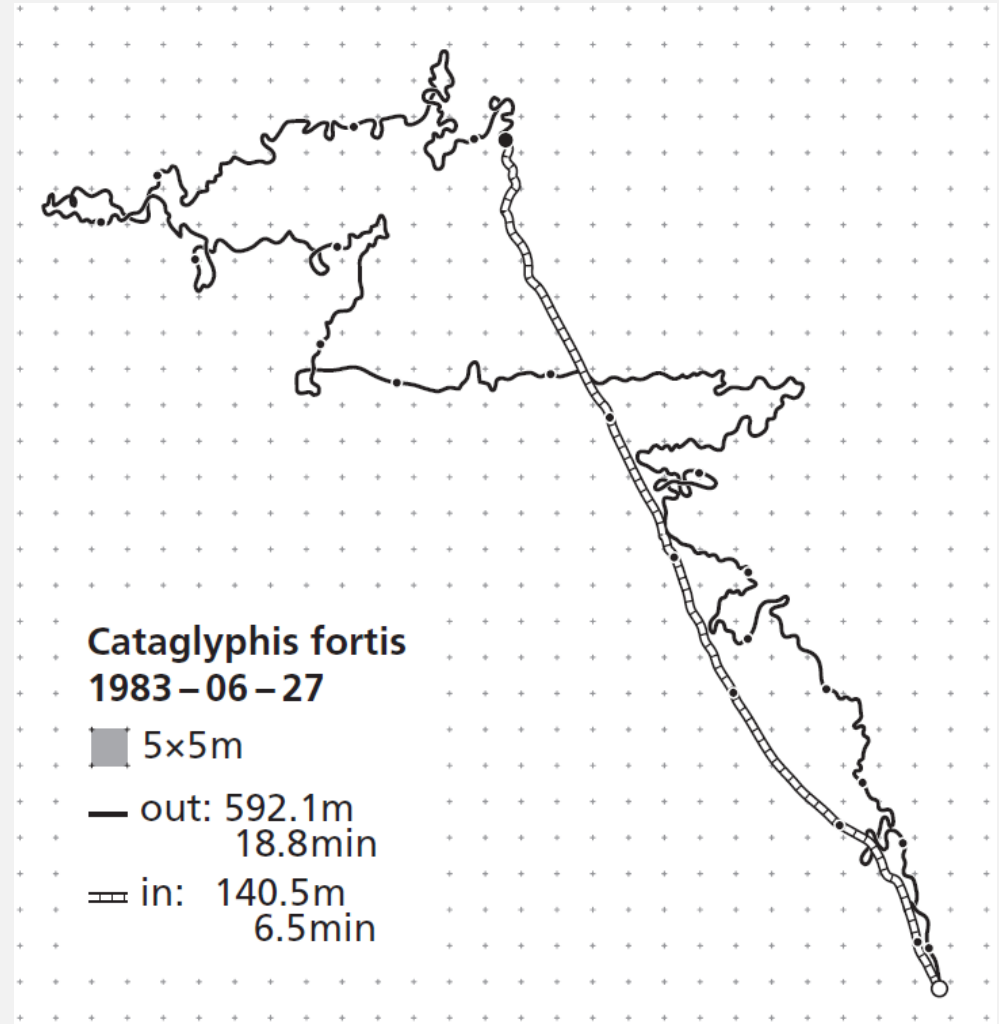 Cataglyphis fortis
1983 – 06 – 27
5×5m
out: 592.1m
18.8min
in: 140.5m
6.5min